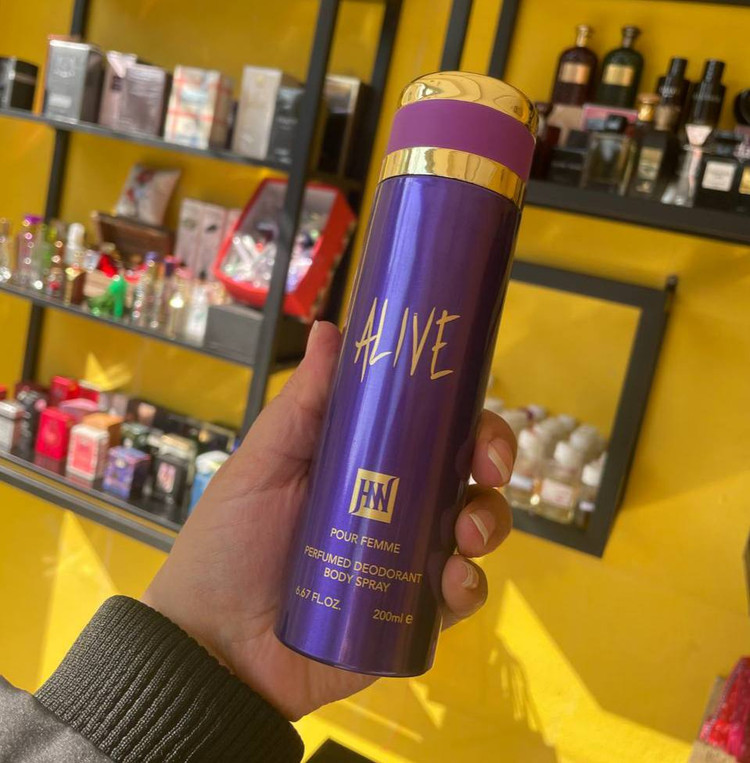 ALIVE
HW
POUR FEMME
PERFUMED DEODORANT
BODY SPRAY
6.67 FL.OZ.
200ml e